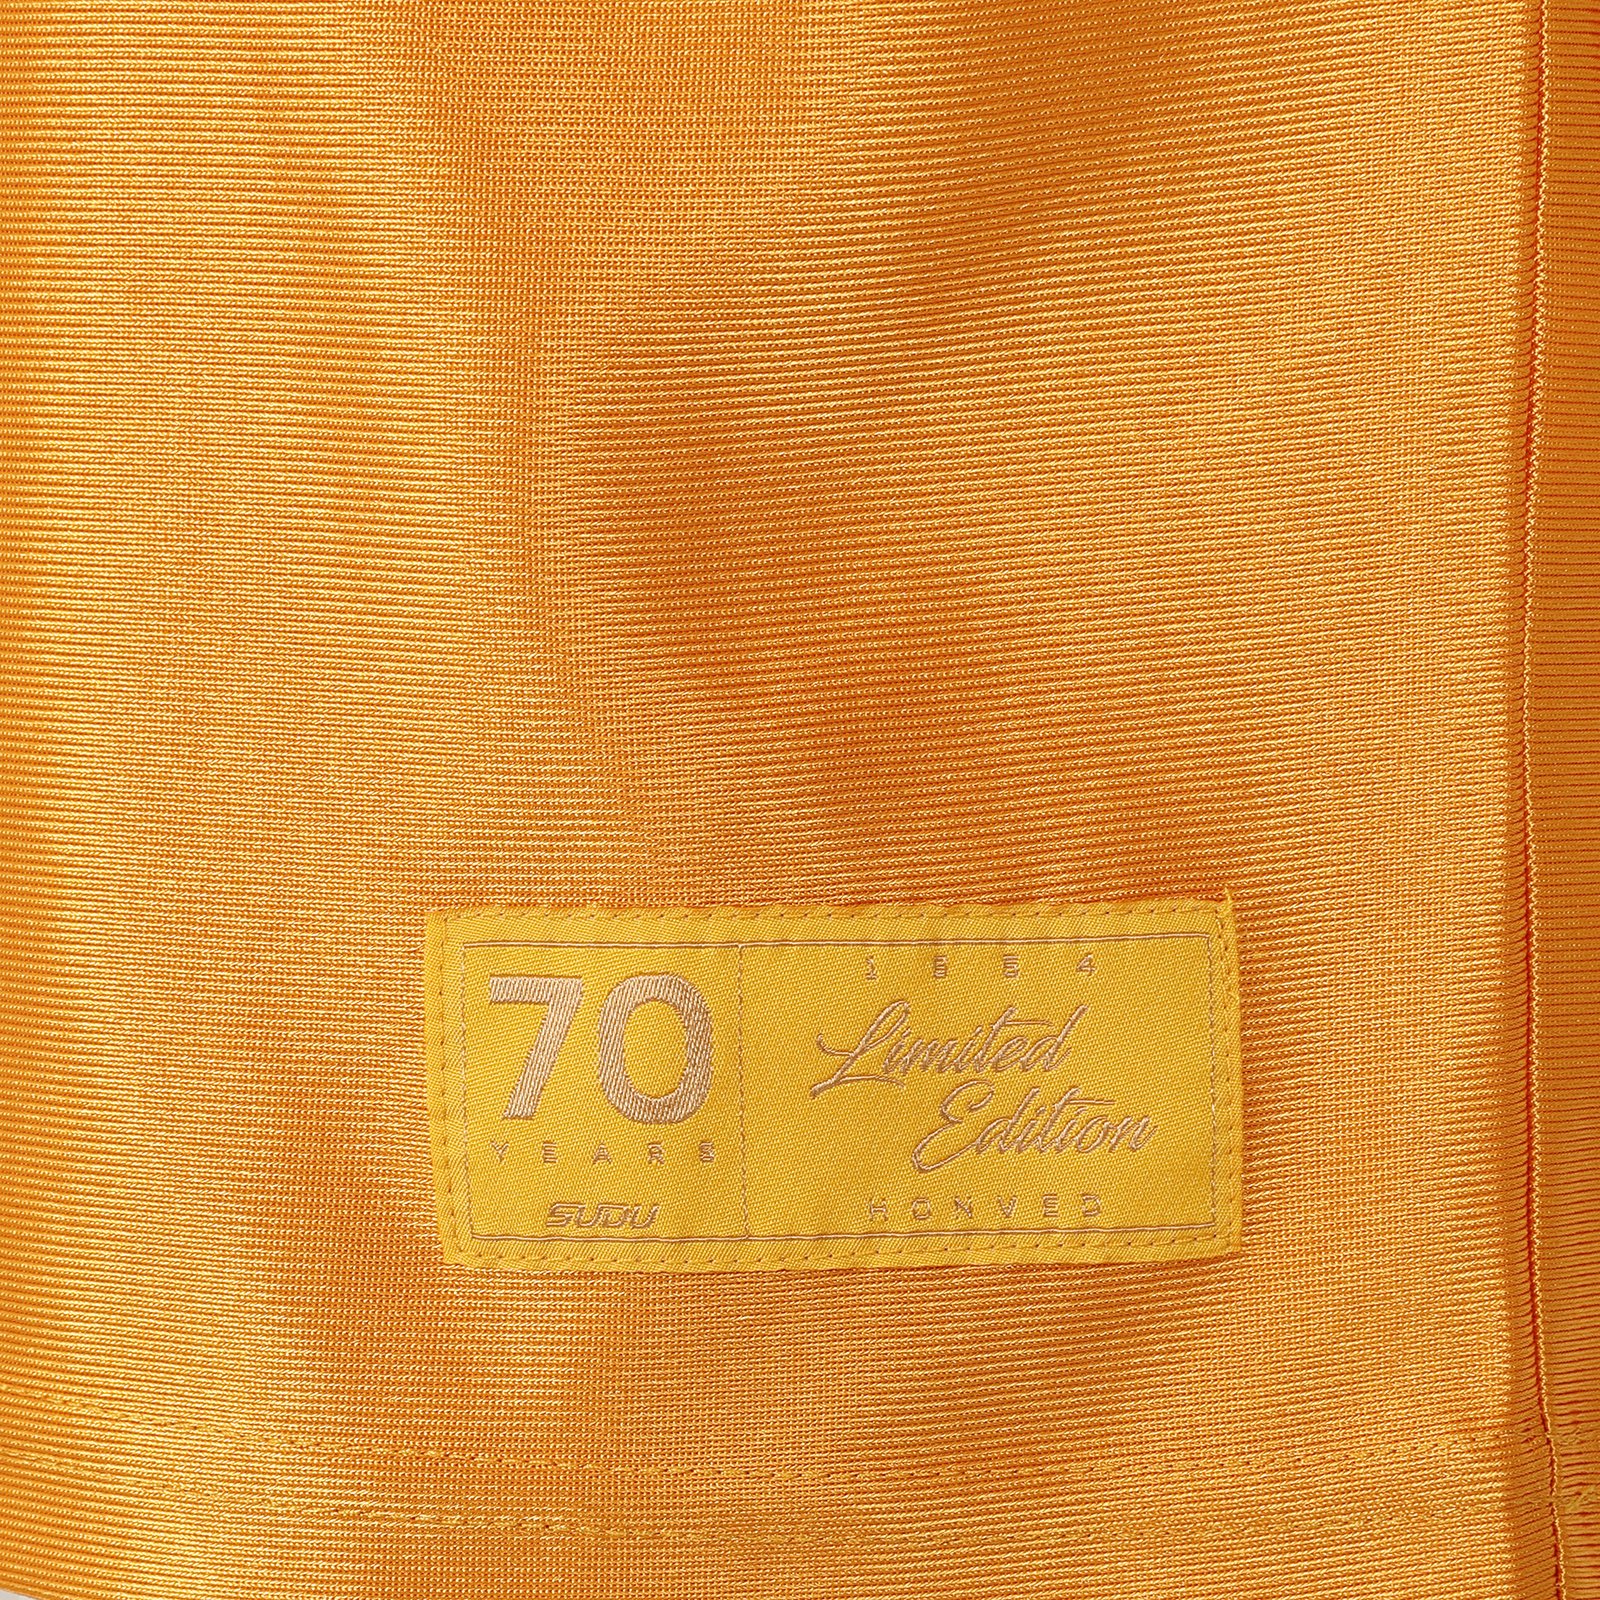 70
YEARS
SUDU
1954
Limited
Edition
HONVED